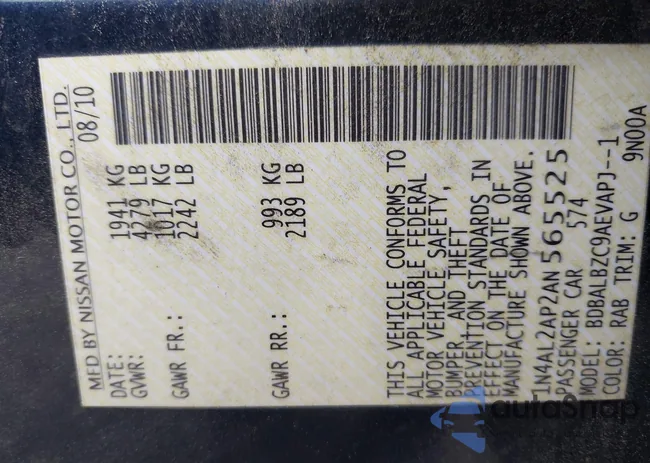 MFD BY NISSAN MOTOR CO., LTD.
DATE: 08/10
GVWR: 1941 KG
4279 LB
GAWR FR.: 1017 KG
2242 LB
GAWR RR.: 993 KG
2189 LB
THIS VEHICLE CONFORMS TO
ALL APPLICABLE FEDERAL
MOTOR VEHICLE SAFETY,
BUMPER, AND THEFT
PREVENTION STANDARDS IN
EFFECT ON THE DATE OF
MANUFACTURE SHOWN ABOVE.
1N4AL2AP2AN565525
PASSENGER CAR 574
MODEL: BDBALBZC9AEVAPJ---1
COLOR: RAB TRIM: G 9N00A
autoShop